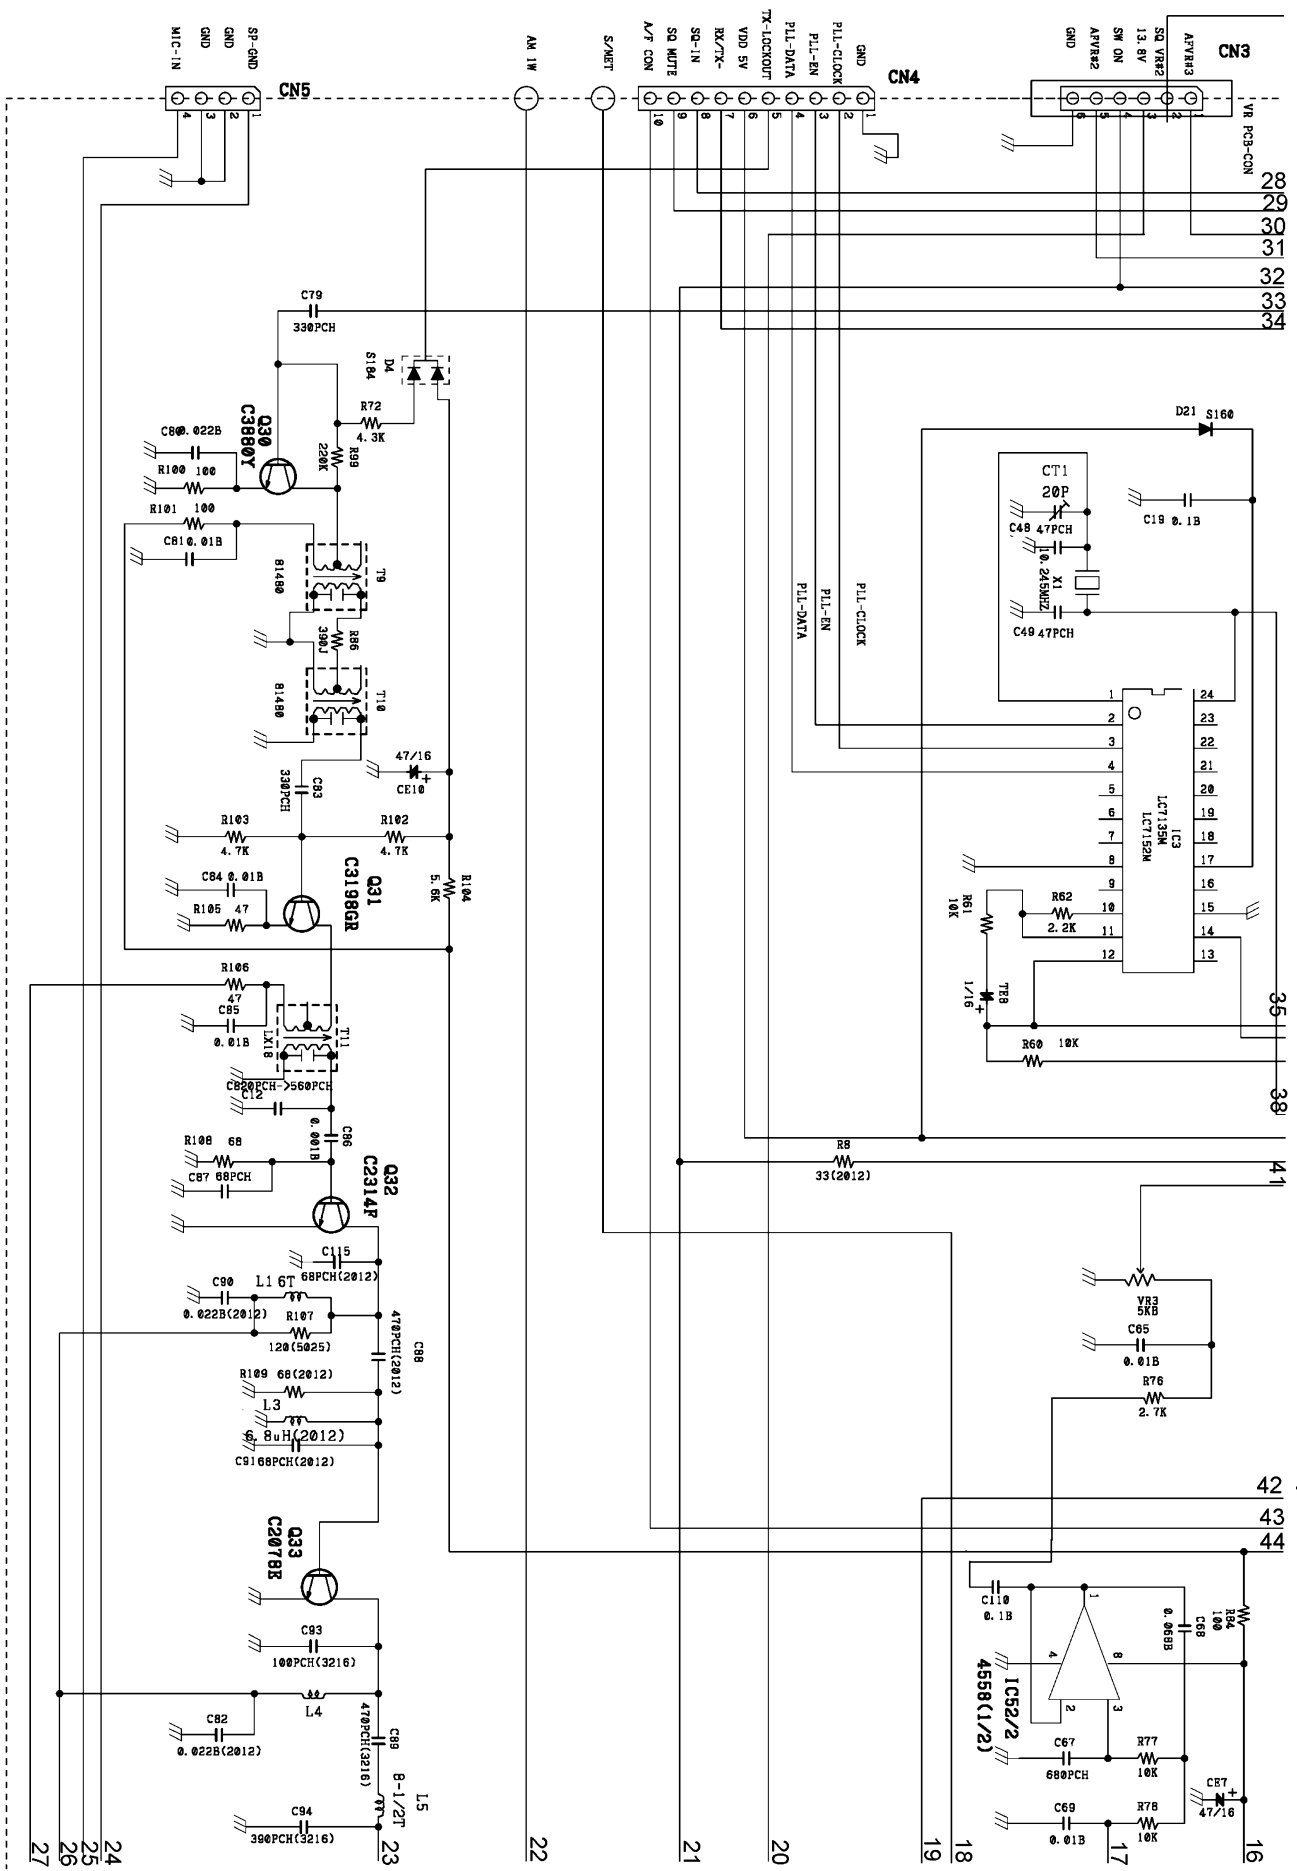 MIC-IN
GND
GND
SP-GND
CN5
4
3
2
1
AM 1W
S/MET
A/F CON
SQ MUTE
SQ-IN
RX/TX-
VDD 5V
TX-LOCKOUT
PLL-DATA
PLL-EN
PLL-CLOCK
GND
CN4
10
9
8
7
6
5
4
3
2
1
GND
AFVR#2
SW ON
13.8V
SQ VR#2
AFVR#3
CN3
6
5
4
3
2
1
VR PCB-CON
28
29
30
31
32
33
34
C79
330PCH
D4
S184
R72
4.3K
R99
220K
Q30
C3880Y
C80 0.022B
R100 100
R101 100
C81 0.01B
T9
81480
R86
390J
T10
81480
47/16
+
CE10
C83
330PCH
R103
4.7K
R102
4.7K
Q31
C3198GR
C84 0.01B
R105 47
R104
5.6K
R106
47
C85
0.01B
T11
LX18
C820PCH->560PCH
C12
C86
0.001B
R108 68
C87 68PCH
Q32
C2314F
C115
68PCH(2012)
C90
0.022B(2012)
L1 6T
R107
120(5025)
C88
470PCH(2012)
R109 68(2012)
L3
6.8uH(2012)
C91 68PCH(2012)
Q33
C2078E
C93
100PCH(3216)
L4
C82
0.022B(2012)
C89
470PCH(3216)
L5
8-1/2T
C94
390PCH(3216)
D21 S160
CT1
20P
C48 47PCH
C19 0.1B
X1
10.245MHZ
C49 47PCH
PLL-DATA
PLL-EN
PLL-CLOCK
1
2
3
4
5
6
7
8
9
10
11
12
24
23
22
21
20
19
18
17
16
15
14
13
IC3
LC7135M
LC7152M
R61
10K
R62
2.2K
TE8
1/16
+
R60 10K
35
38
R8
33(2012)
41
VR3
5KB
C65
0.01B
R76
2.7K
42
43
44
C110
0.1B
C68
0.068B
R84
100
1
4
8
2
3
IC52/2
4558(1/2)
C67
680PCH
R77
10K
C69
0.01B
R78
10K
CE7
+
47/16
27
26
25
24
23
22
21
20
19
18
17
16